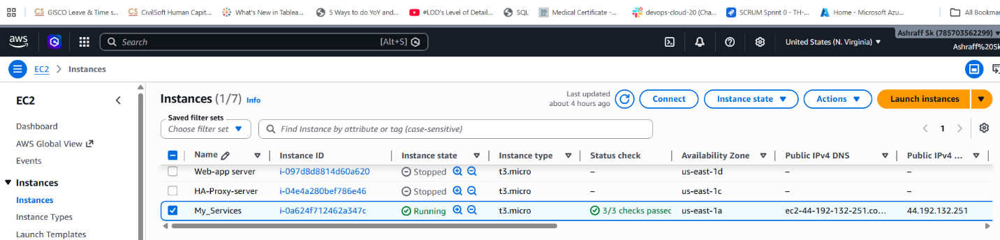 GISCO Leave & Time s...
CivilSoft Human Capit...
What's New in Tablea...
5 Ways to do YoY and...
#LOD's Level of Detail...
SQL
Medical Certificate -...
devops-cloud-20 (Cha...
SCRUM Sprint 0 - TH-...
Home - Microsoft Azu...
All Bookmar
aws
Search
[Alt+S]
United States (N. Virginia)
Ashraff Sk (785703562299)
Ashraff%20Sk
EC2
Instances
EC2
Dashboard
AWS Global View
Events
Instances
Instances
Instance Types
Launch Templates
Instances (1/7) Info
Last updated
about 4 hours ago
Connect
Instance state
Actions
Launch instances
Saved filter sets
Choose filter set
Find Instance by attribute or tag (case-sensitive)
1
Name Instance ID Instance state Instance type Status check Availability Zone Public IPv4 DNS Public IPv4 ...
Web-app server i-097d8d8814d60a620 Stopped t3.micro – us-east-1d – –
HA-Proxy-server i-04e4a280bef786e46 Stopped t3.micro – us-east-1c – –
My_Services i-0a624f712462a347c Running t3.micro 3/3 checks passed us-east-1a ec2-44-192-132-251.co... 44.192.132.251